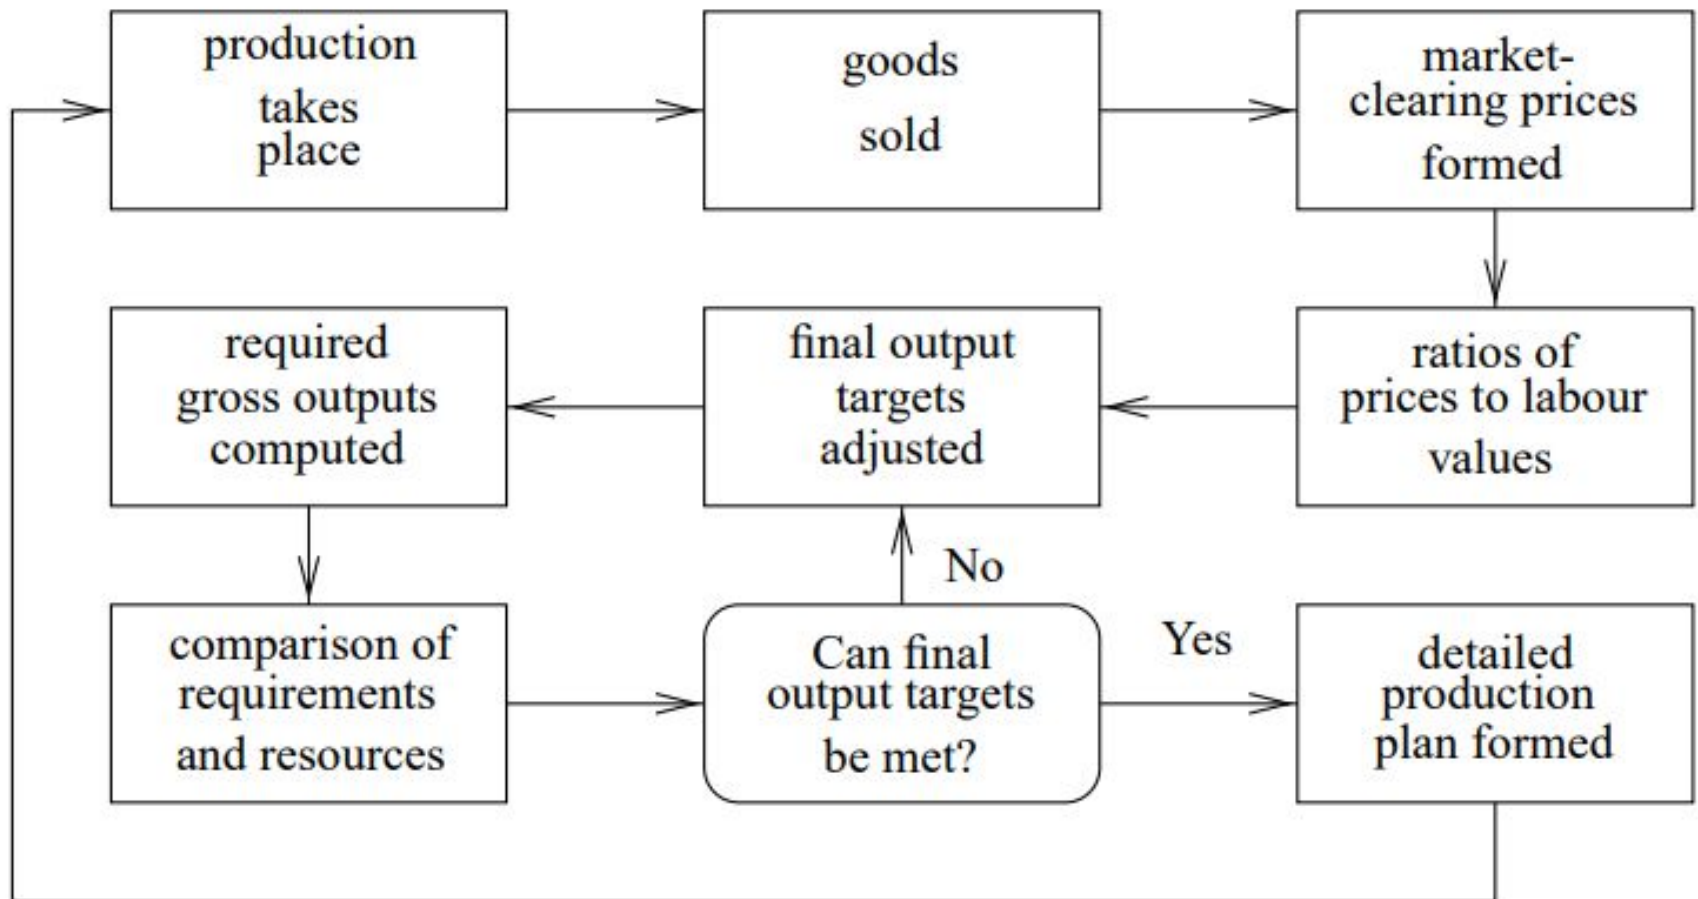 production
takes
place
goods
sold
market-
clearing prices
formed
required
gross outputs
computed
final output
targets
adjusted
ratios of
prices to labour
values
No
comparison of
requirements
and resources
Can final
output targets
be met?
Yes
detailed
production
plan formed